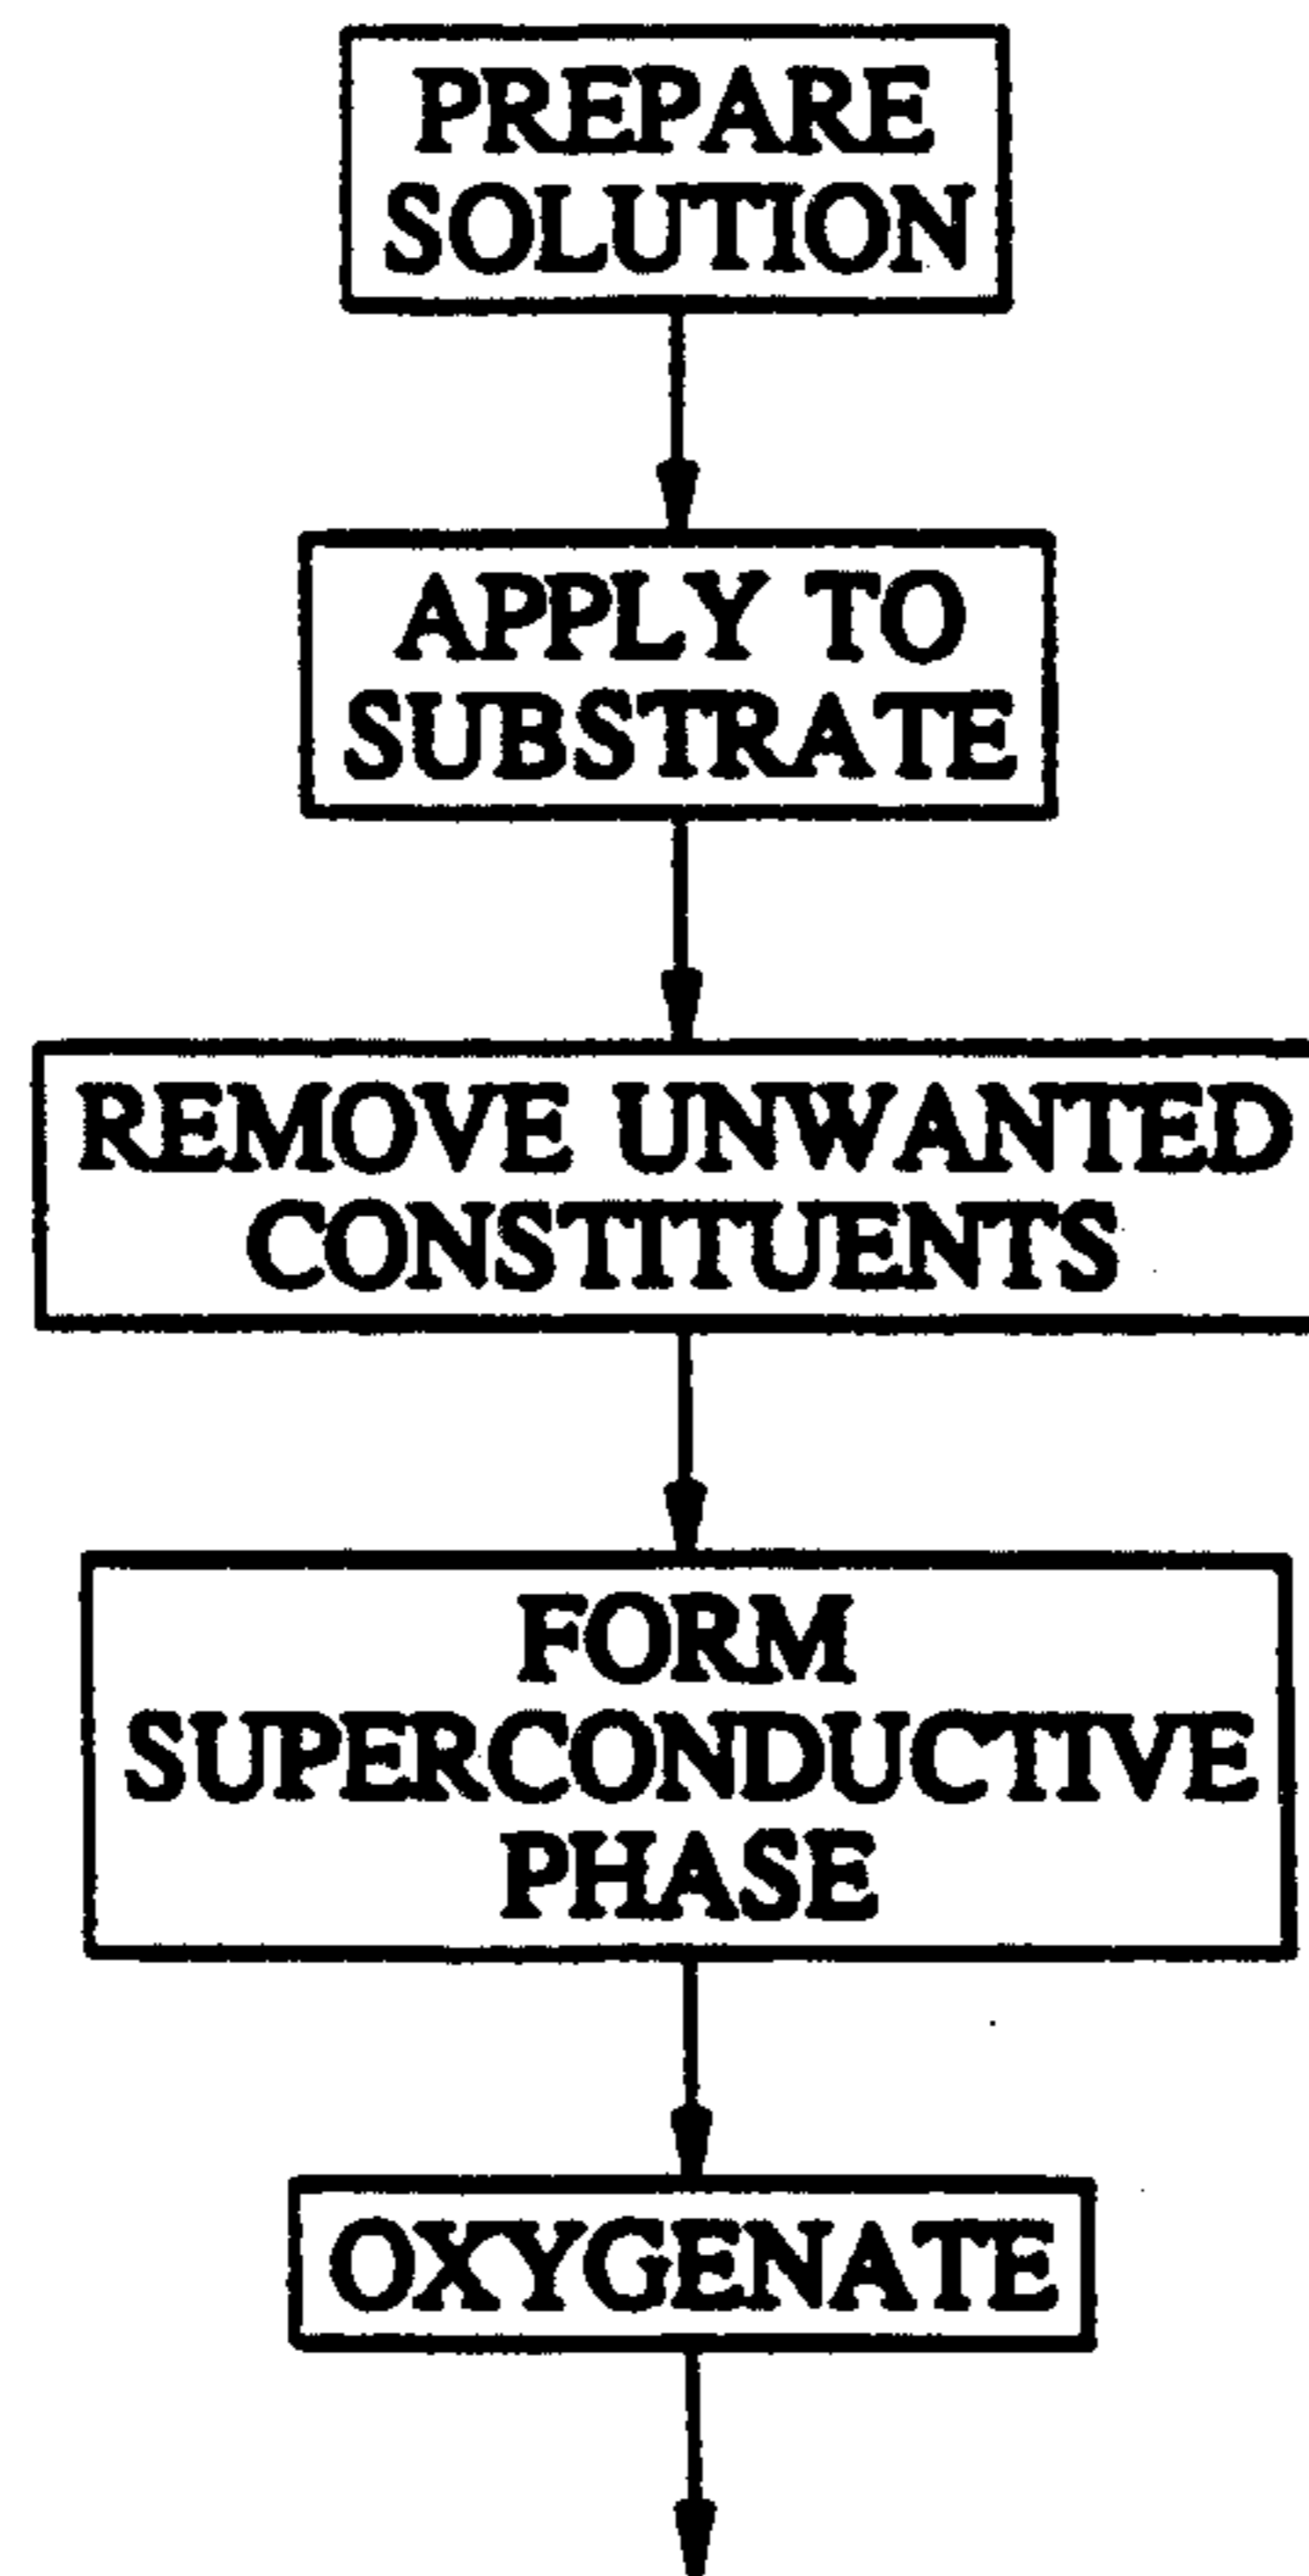 PREPARE
SOLUTION
APPLY TO
SUBSTRATE
REMOVE UNWANTED
CONSTITUENTS
FORM
SUPERCONDUCTIVE
PHASE
OXYGENATE